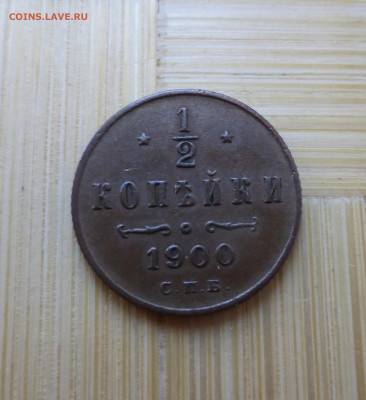 COINS.LAVE.RU
1/2
КОПѢЙКИ
1900
С.П.Б.